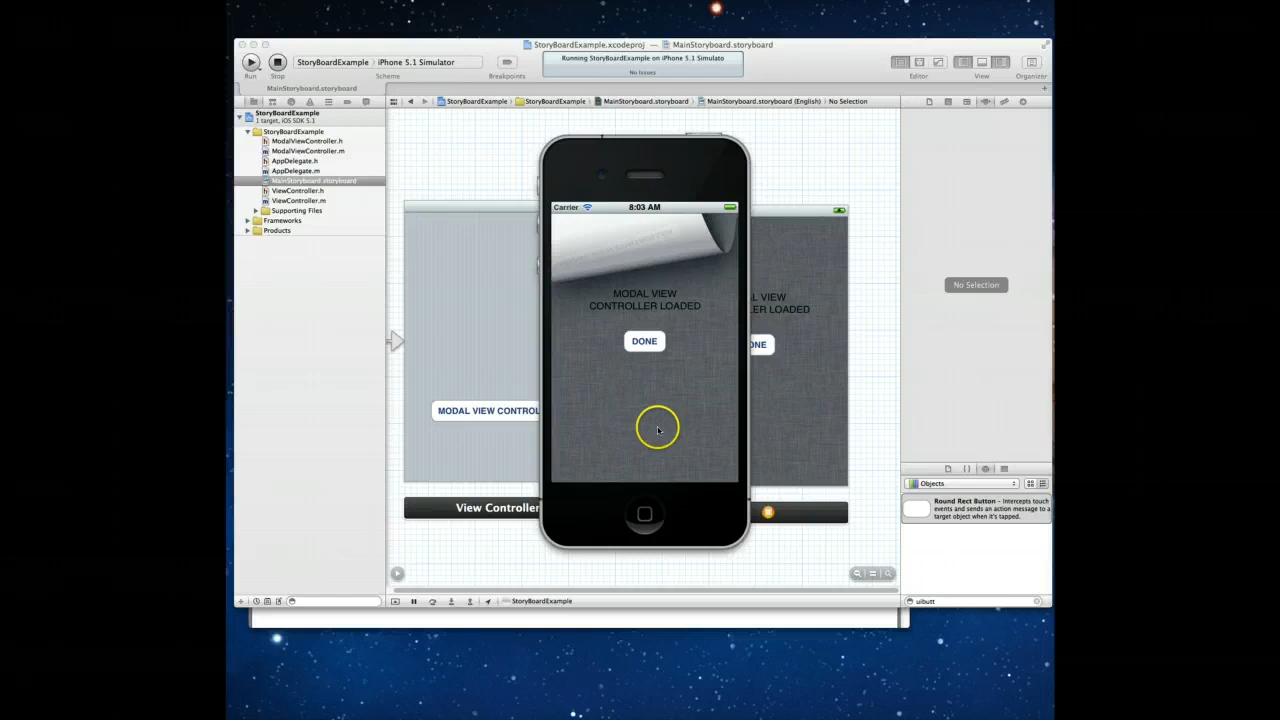 StoryBoardExample.xcodeproj — MainStoryboard.storyboard
StoryBoardExample
iPhone 5.1 Simulator
Running StoryBoardExample on iPhone 5.1 Simulato
No Issues
Run
Stop
Scheme
Breakpoints
Editor
View
Organizer
MainStoryboard.storyboard
StoryBoardExample
StoryBoardExample
MainStoryboard.storyboard
MainStoryboard.storyboard (English)
No Selection
StoryBoardExample
1 target, iOS SDK 5.1
StoryBoardExample
ModalViewController.h
ModalViewController.m
AppDelegate.h
AppDelegate.m
MainStoryboard.storyboard
ViewController.h
ViewController.m
Supporting Files
Frameworks
Products
Carrier
8:03 AM
MODAL VIEW
CONTROLLER LOADED
DONE
L VIEW
LER LOADED
ONE
MODAL VIEW CONTROL
View Controller
No Selection
Objects
Round Rect Button - Intercepts touch
events and sends an action message to a
target object when it's tapped.
StoryBoardExample
uibutt